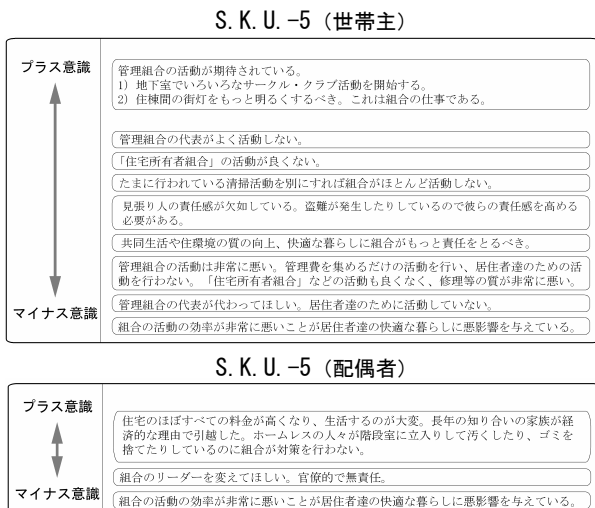 S.K.U.-5（世帯主）
プラス意識
管理組合の活動が期待されている。
1）地下室でいろいろなサークル・クラブ活動を開始する。
2）住棟間の街灯をもっと明るくするべき。これは組合の仕事である。
管理組合の代表がよく活動しない。
「住宅所有者組合」の活動が良くない。
たまに行われている清掃活動を別にすれば組合がほとんど活動しない。
見張り人の責任感が欠如している。盗難が発生したりしているので彼らの責任感を高める
必要がある。
共同生活や住環境の質の向上、快適な暮らしに組合がもっと責任をとるべき。
管理組合の活動は非常に悪い。管理費を集めるだけの活動を行い、居住者達のための活
動を行わない。「住宅所有者組合」などの活動も良くなく、修理等の質が非常に悪い。
管理組合の代表が代わってほしい。居住者達のために活動していない。
マイナス意識
組合の活動の効率が非常に悪いことが居住者達の快適な暮らしに悪影響を与えている。
S.K.U.-5（配偶者）
プラス意識
住宅のほぼすべての料金が高くなり、生活するのが大変。長年の知り合いの家族が経
済的な理由で引越した。ホームレスの人々が階段室に立入りして汚くしたり、ゴミを
捨てたりしているのに組合が対策を行わない。
組合のリーダーを変えてほしい。官僚的で無責任。
マイナス意識
組合の活動の効率が非常に悪いことが居住者達の快適な暮らしに悪影響を与えている。